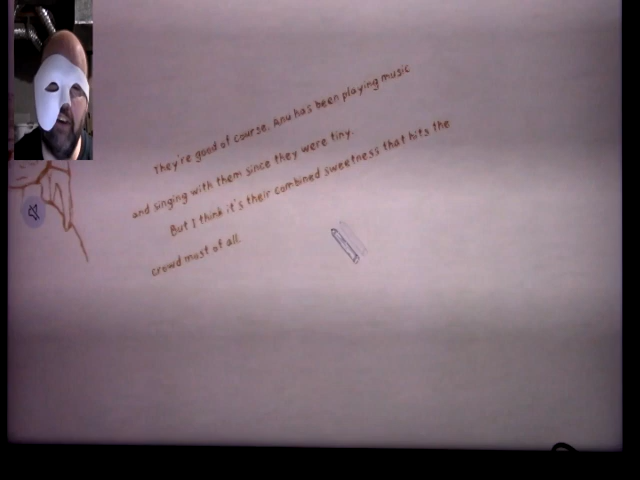 They're good of course. Anu has been playing music
and singing with them since they were tiny.
But I think it's their combined sweetness that hits the
crowd most of all.